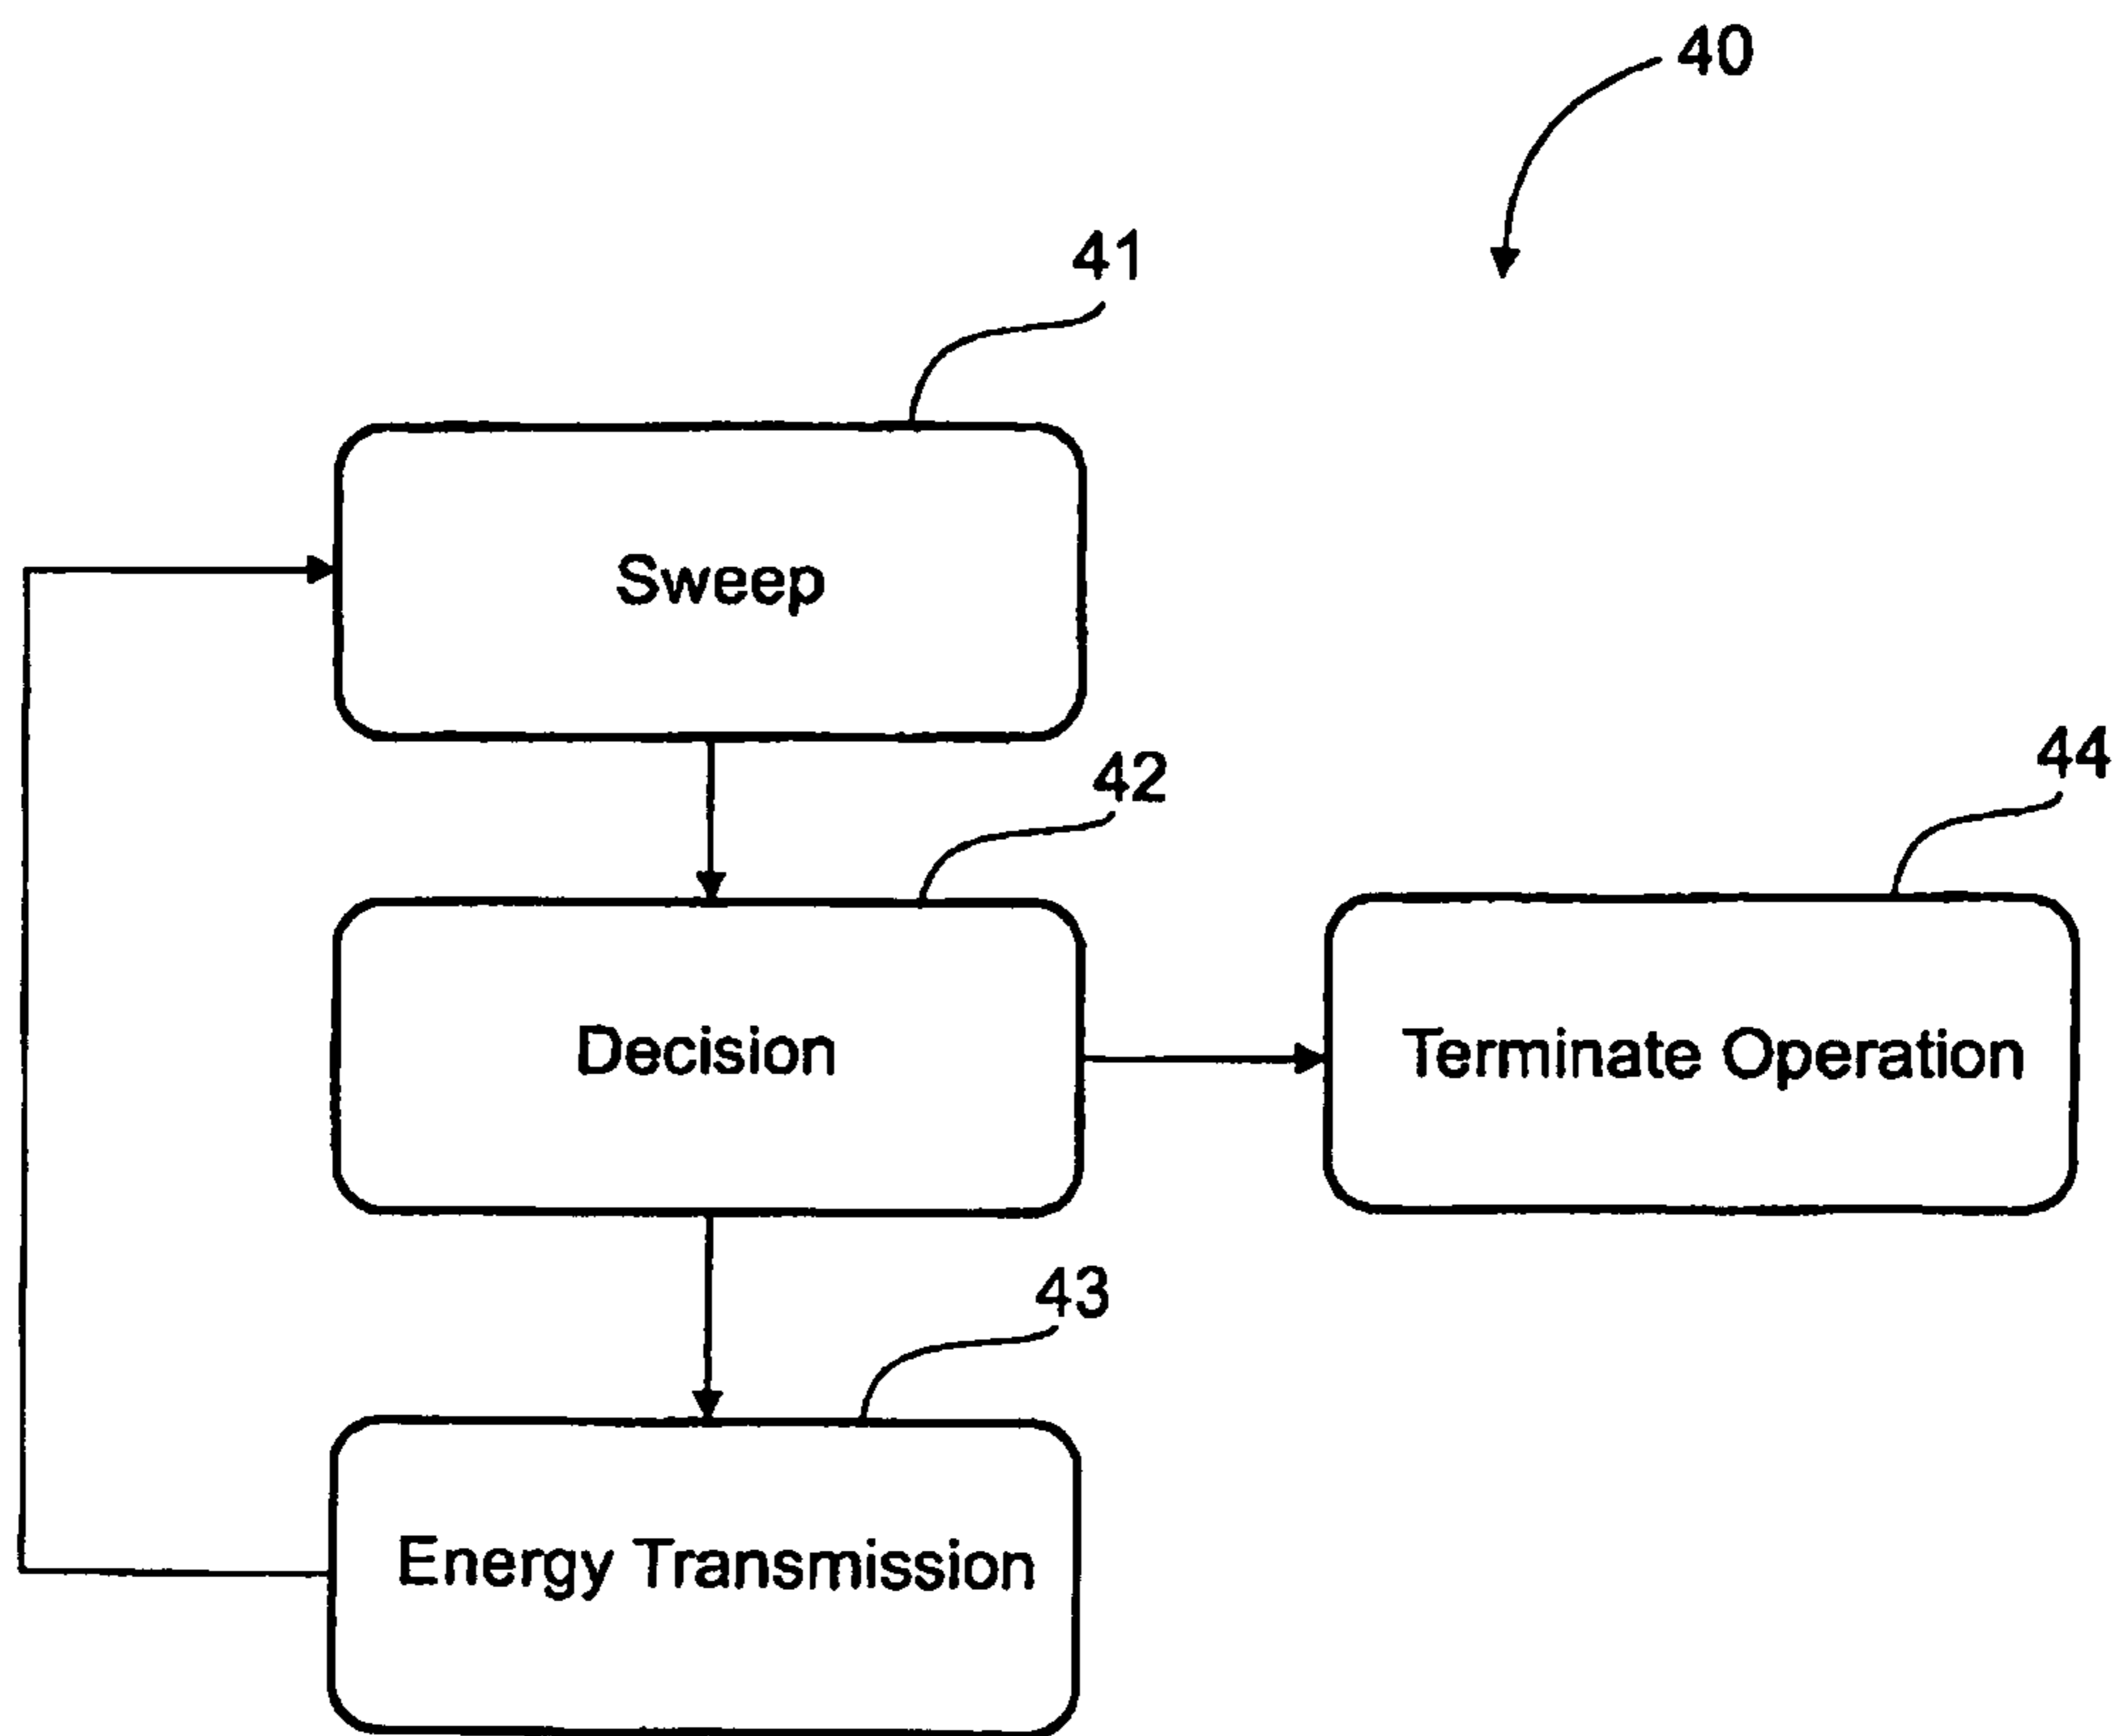 40
41
Sweep
42
44
Decision
Terminate Operation
43
Energy Transmission